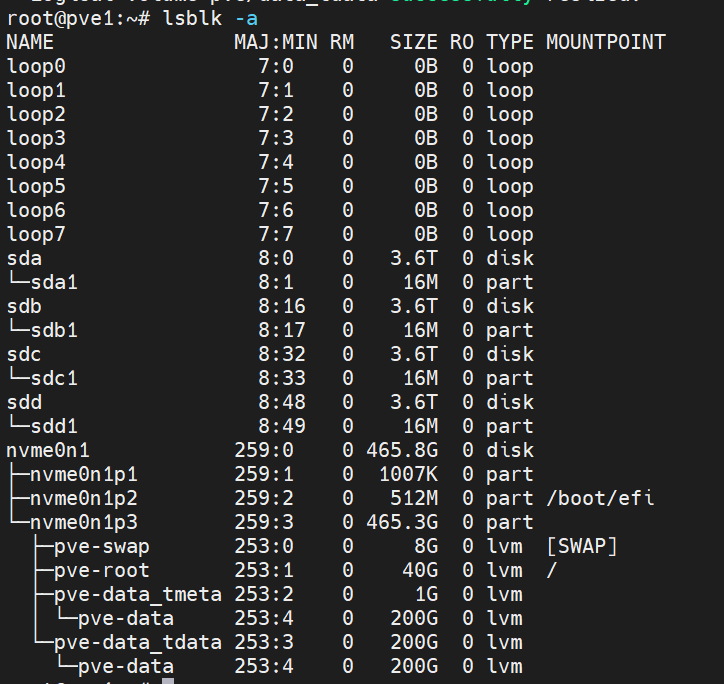 root@pve1:~# lsblk -a
NAME                MAJ:MIN RM   SIZE RO TYPE MOUNTPOINT
loop0                 7:0    0     0B  0 loop
loop1                 7:1    0     0B  0 loop
loop2                 7:2    0     0B  0 loop
loop3                 7:3    0     0B  0 loop
loop4                 7:4    0     0B  0 loop
loop5                 7:5    0     0B  0 loop
loop6                 7:6    0     0B  0 loop
loop7                 7:7    0     0B  0 loop
sda                   8:0    0   3.6T  0 disk
└─sda1                8:1    0    16M  0 part
sdb                   8:16   0   3.6T  0 disk
└─sdb1                8:17   0    16M  0 part
sdc                   8:32   0   3.6T  0 disk
└─sdc1                8:33   0    16M  0 part
sdd                   8:48   0   3.6T  0 disk
└─sdd1                8:49   0    16M  0 part
nvme0n1             259:0    0 465.8G  0 disk
├─nvme0n1p1         259:1    0  1007K  0 part
├─nvme0n1p2         259:2    0   512M  0 part /boot/efi
└─nvme0n1p3         259:3    0 465.3G  0 part
  ├─pve-swap        253:0    0     8G  0 lvm  [SWAP]
  ├─pve-root        253:1    0    40G  0 lvm  /
  ├─pve-data_tmeta  253:2    0     1G  0 lvm
  │ └─pve-data      253:4    0   200G  0 lvm
  └─pve-data_tdata  253:3    0   200G  0 lvm
    └─pve-data      253:4    0   200G  0 lvm